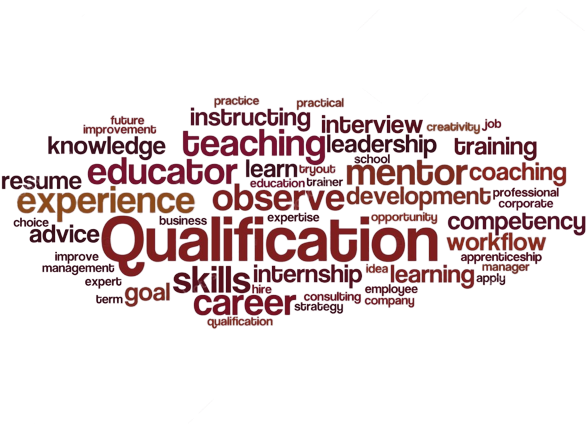 practice
practical
future
instructing
interview
creativity
job
improvement
knowledge
teaching
leadership
training
school
educator
learn
tryout
mentor
coaching
resume
education
trainer
experience
observe
development
professional
corporate
choice
business
expertise
opportunity
competency
advice
Qualification
workflow
improve
apprenticeship
management
skills
internship
idea
learning
manager
expert
apply
term
goal
hire
employee
career
consulting
company
strategy
qualification